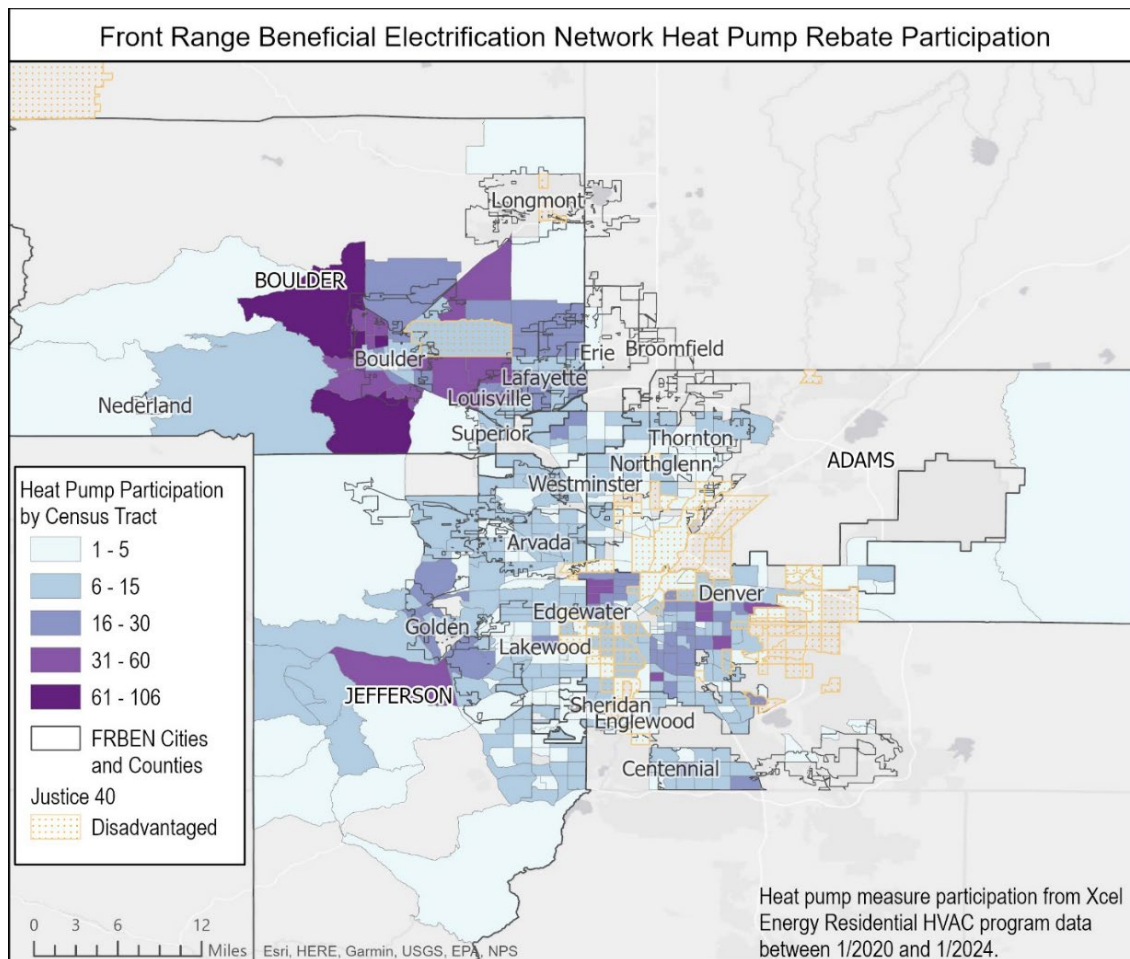 Front Range Beneficial Electrification Network Heat Pump Rebate Participation
Longmont
BOULDER
Boulder
Erie
Broomfield
Lafayette
Nederland
Louisville
Superior
Thornton
ADAMS
Northglenn
Westminster
Arvada
Denver
Edgewater
Golden
Lakewood
JEFFERSON
Sheridan
Englewood
Centennial
Heat Pump Participation
by Census Tract
1 - 5
6 - 15
16 - 30
31 - 60
61 - 106
FRBEN Cities
and Counties
Justice 40
Disadvantaged
0 3 6 12
Miles
Esri, HERE, Garmin, USGS, EPA, NPS
Heat pump measure participation from Xcel
Energy Residential HVAC program data
between 1/2020 and 1/2024.